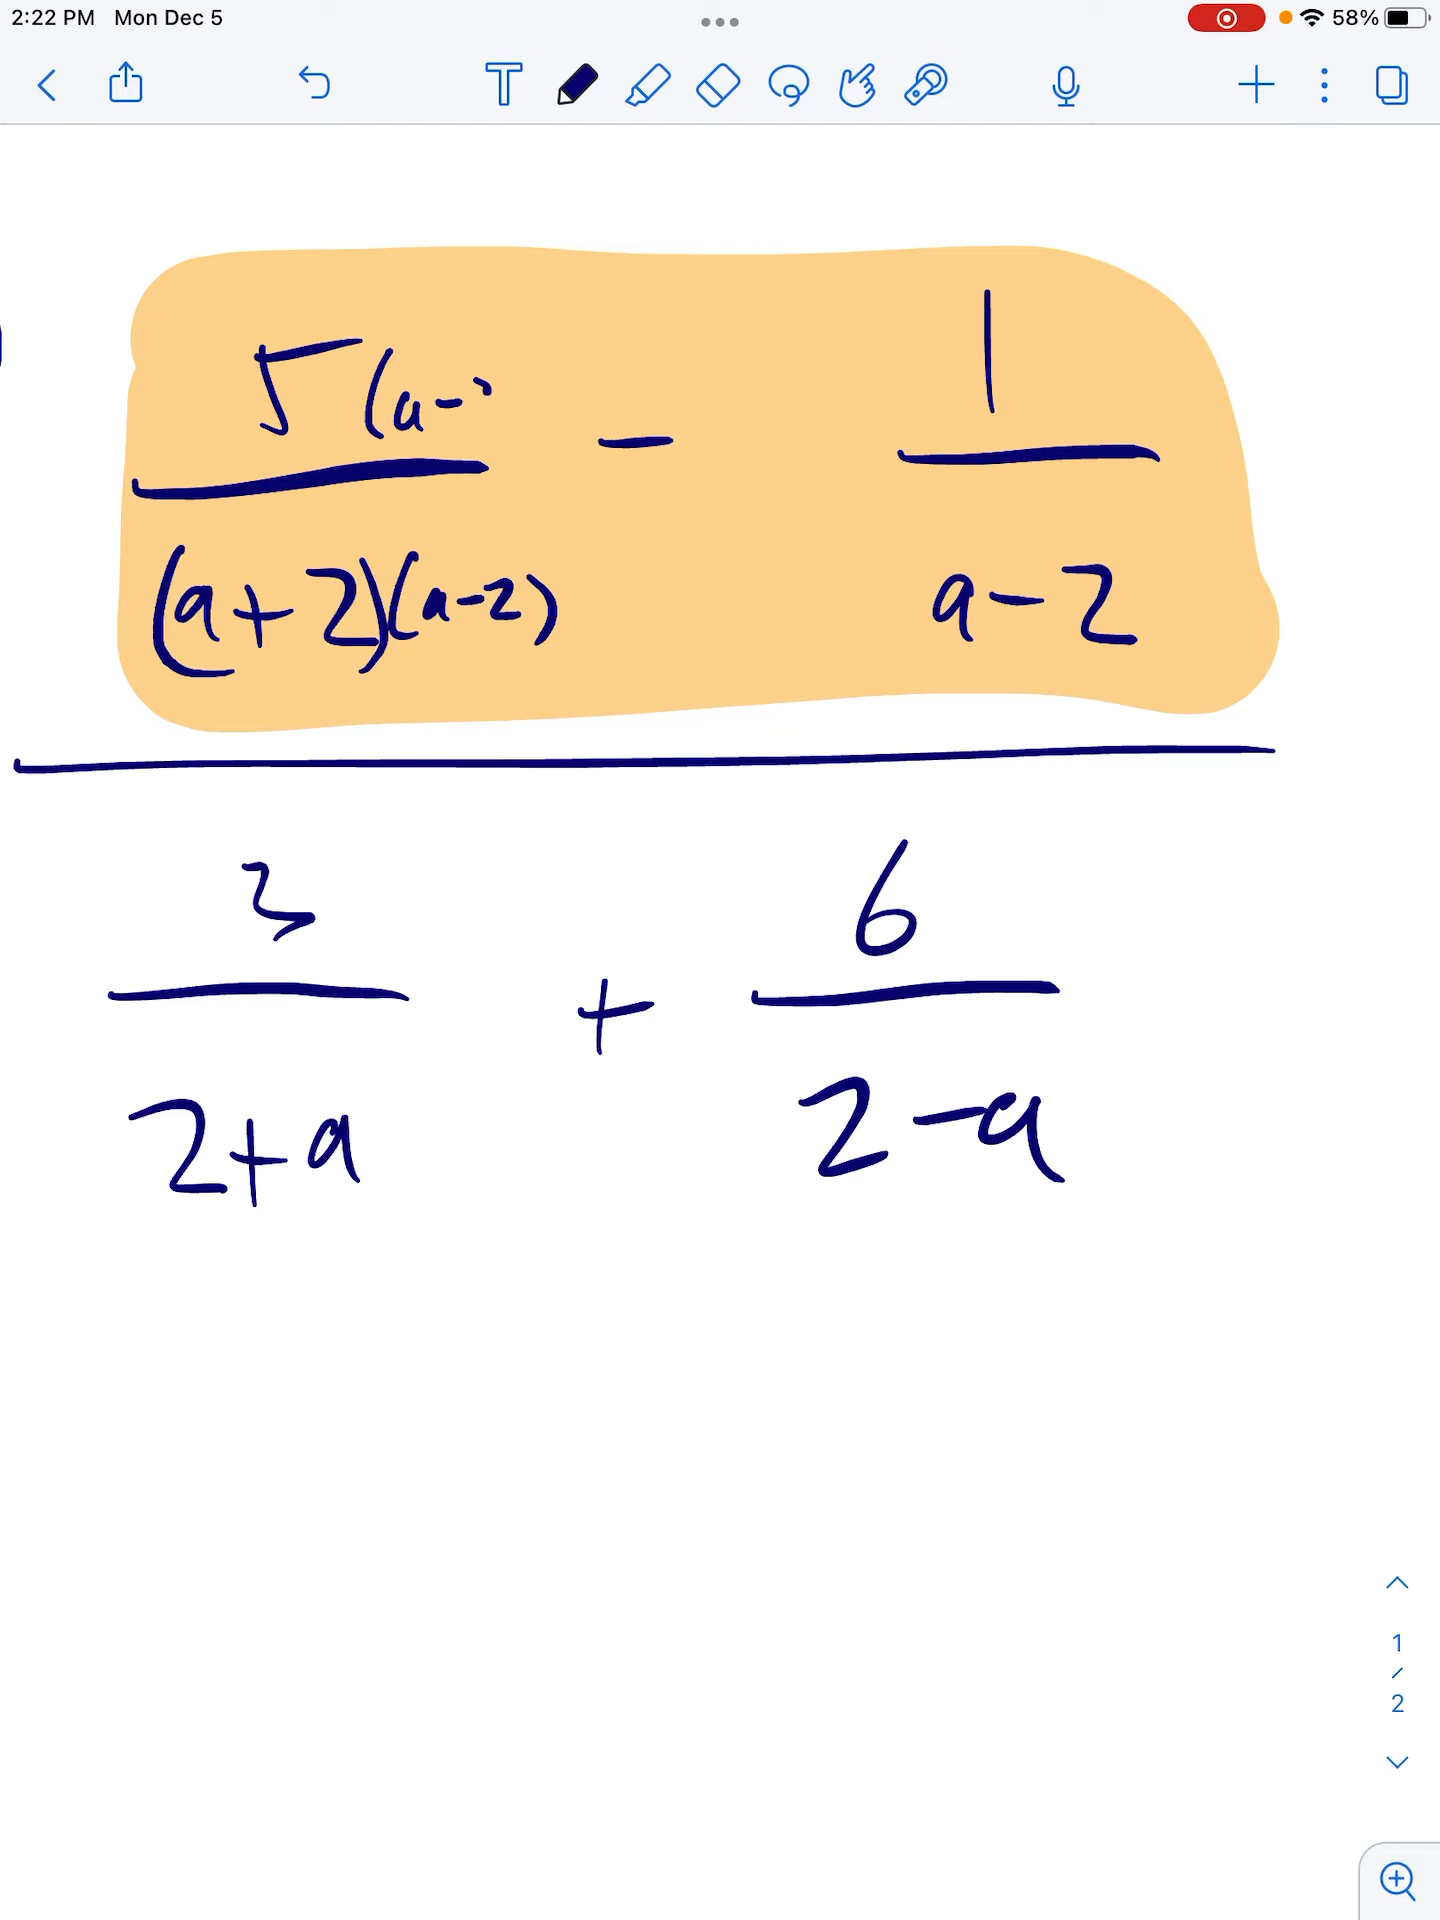 2:22 PM Mon Dec 5 58%
5(a-
— 1
(a+2)(a-2) a-2
3 + 6
2+a 2-a
1
/
2